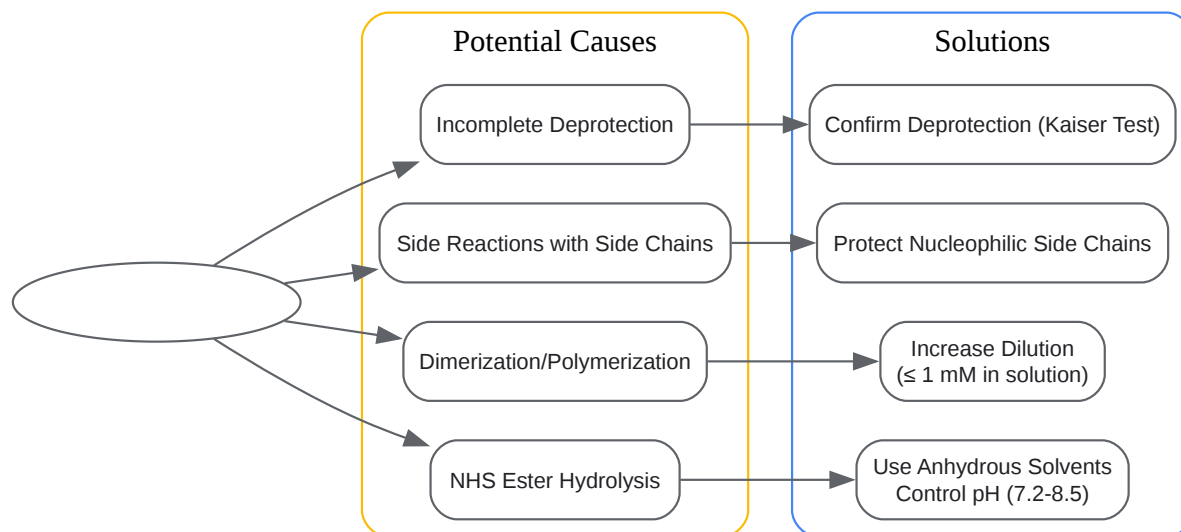 Potential Causes
Solutions
Incomplete Deprotection
Confirm Deprotection (Kaiser Test)
Side Reactions with Side Chains
Protect Nucleophilic Side Chains
Dimerization/Polymerization
Increase Dilution
(≤ 1 mM in solution)
NHS Ester Hydrolysis
Use Anhydrous Solvents
Control pH (7.2-8.5)